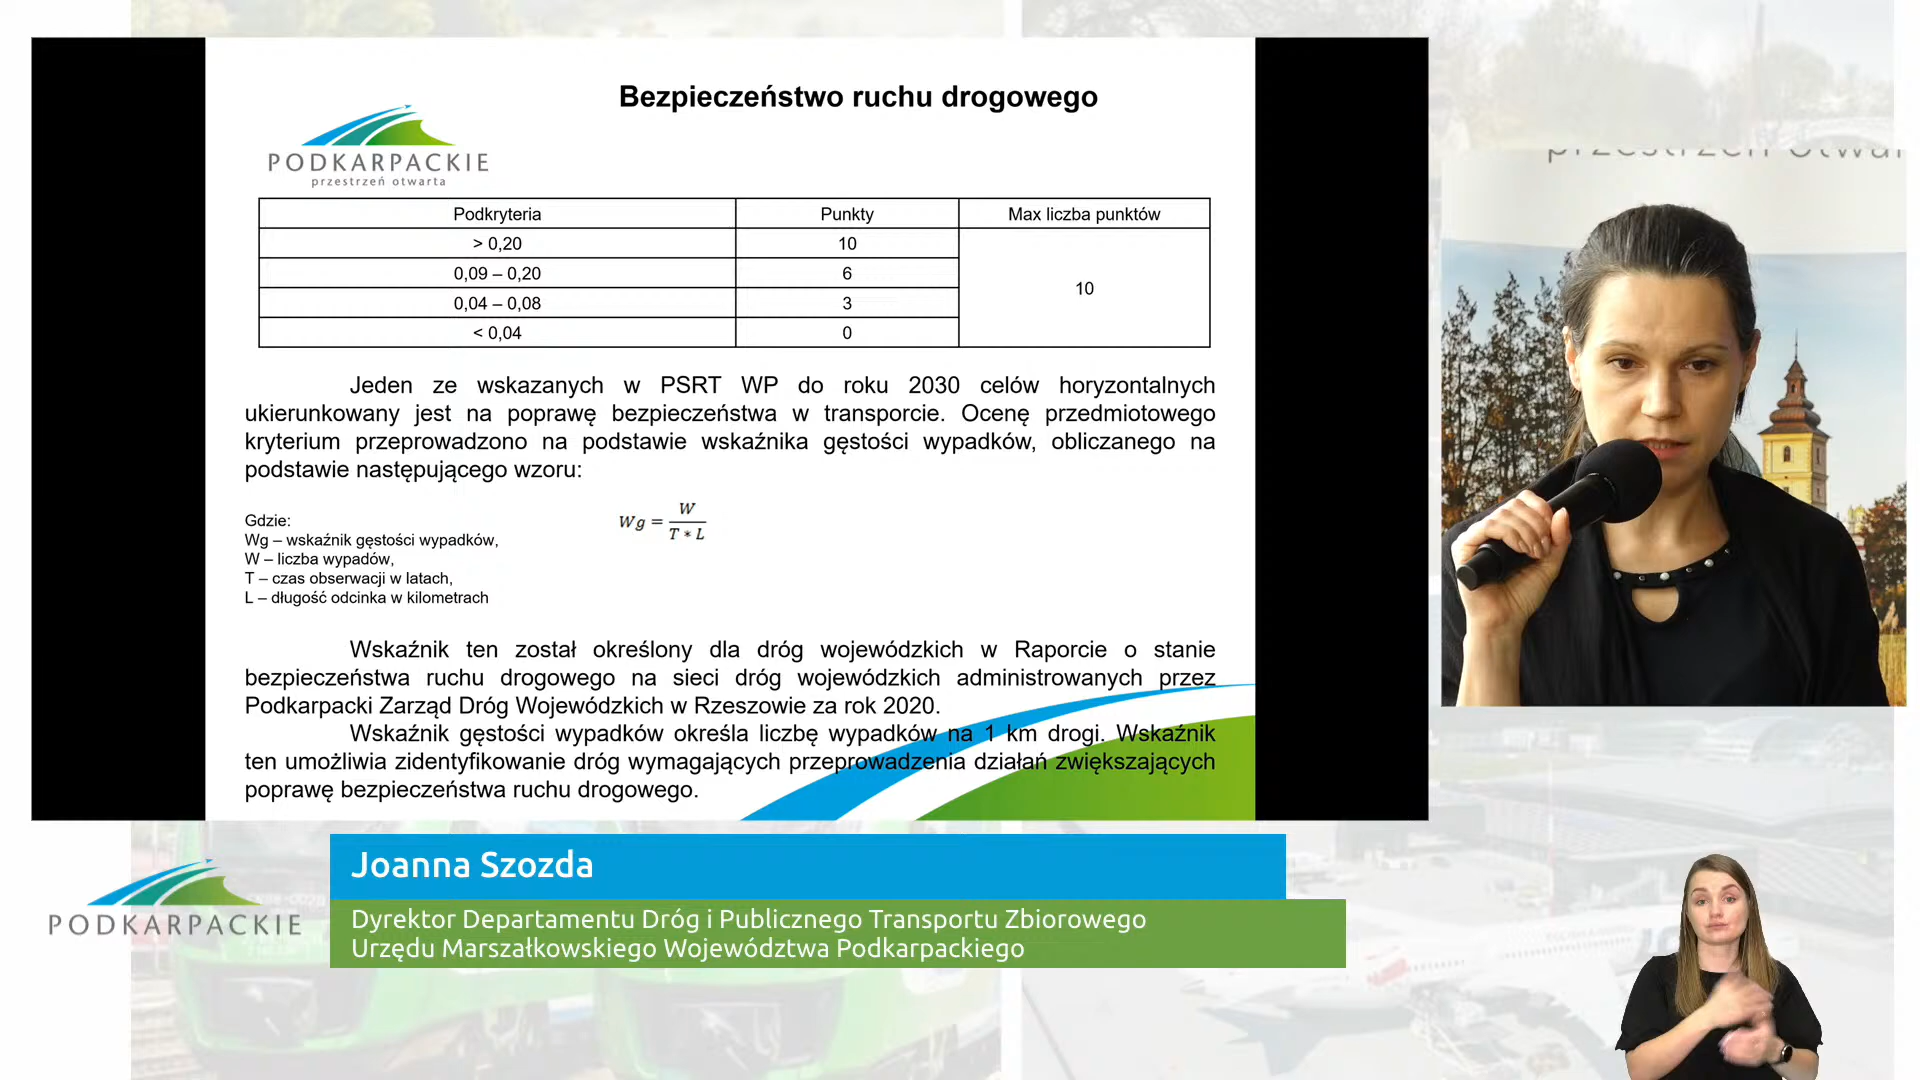 Bezpieczeństwo ruchu drogowego
PODKARPACKIE
przestrzeń otwarta
Podkryteria Punkty Max liczba punktów
> 0,20 10
0,09 – 0,20 6
10
0,04 – 0,08 3
< 0,04 0
Jeden ze wskazanych w PSRT WP do roku 2030 celów horyzontalnych
ukierunkowany jest na poprawę bezpieczeństwa w transporcie. Ocenę przedmiotowego
kryterium przeprowadzono na podstawie wskaźnika gęstości wypadków, obliczanego na
podstawie następującego wzoru:
Gdzie:
Wg – wskaźnik gęstości wypadków,
W – liczba wypadów,
T – czas obserwacji w latach,
L – długość odcinka w kilometrach
Wg = W / T * L
Wskaźnik ten został określony dla dróg wojewódzkich w Raporcie o stanie
bezpieczeństwa ruchu drogowego na sieci dróg wojewódzkich administrowanych przez
Podkarpacki Zarząd Dróg Wojewódzkich w Rzeszowie za rok 2020.
Wskaźnik gęstości wypadków określa liczbę wypadków na 1 km drogi. Wskaźnik
ten umożliwia zidentyfikowanie dróg wymagających przeprowadzenia działań zwiększających
poprawę bezpieczeństwa ruchu drogowego.
przestrzeń
Joanna Szozda
Dyrektor Departamentu Dróg i Publicznego Transportu Zbiorowego
Urzędu Marszałkowskiego Województwa Podkarpackiego
PODKARPACKIE